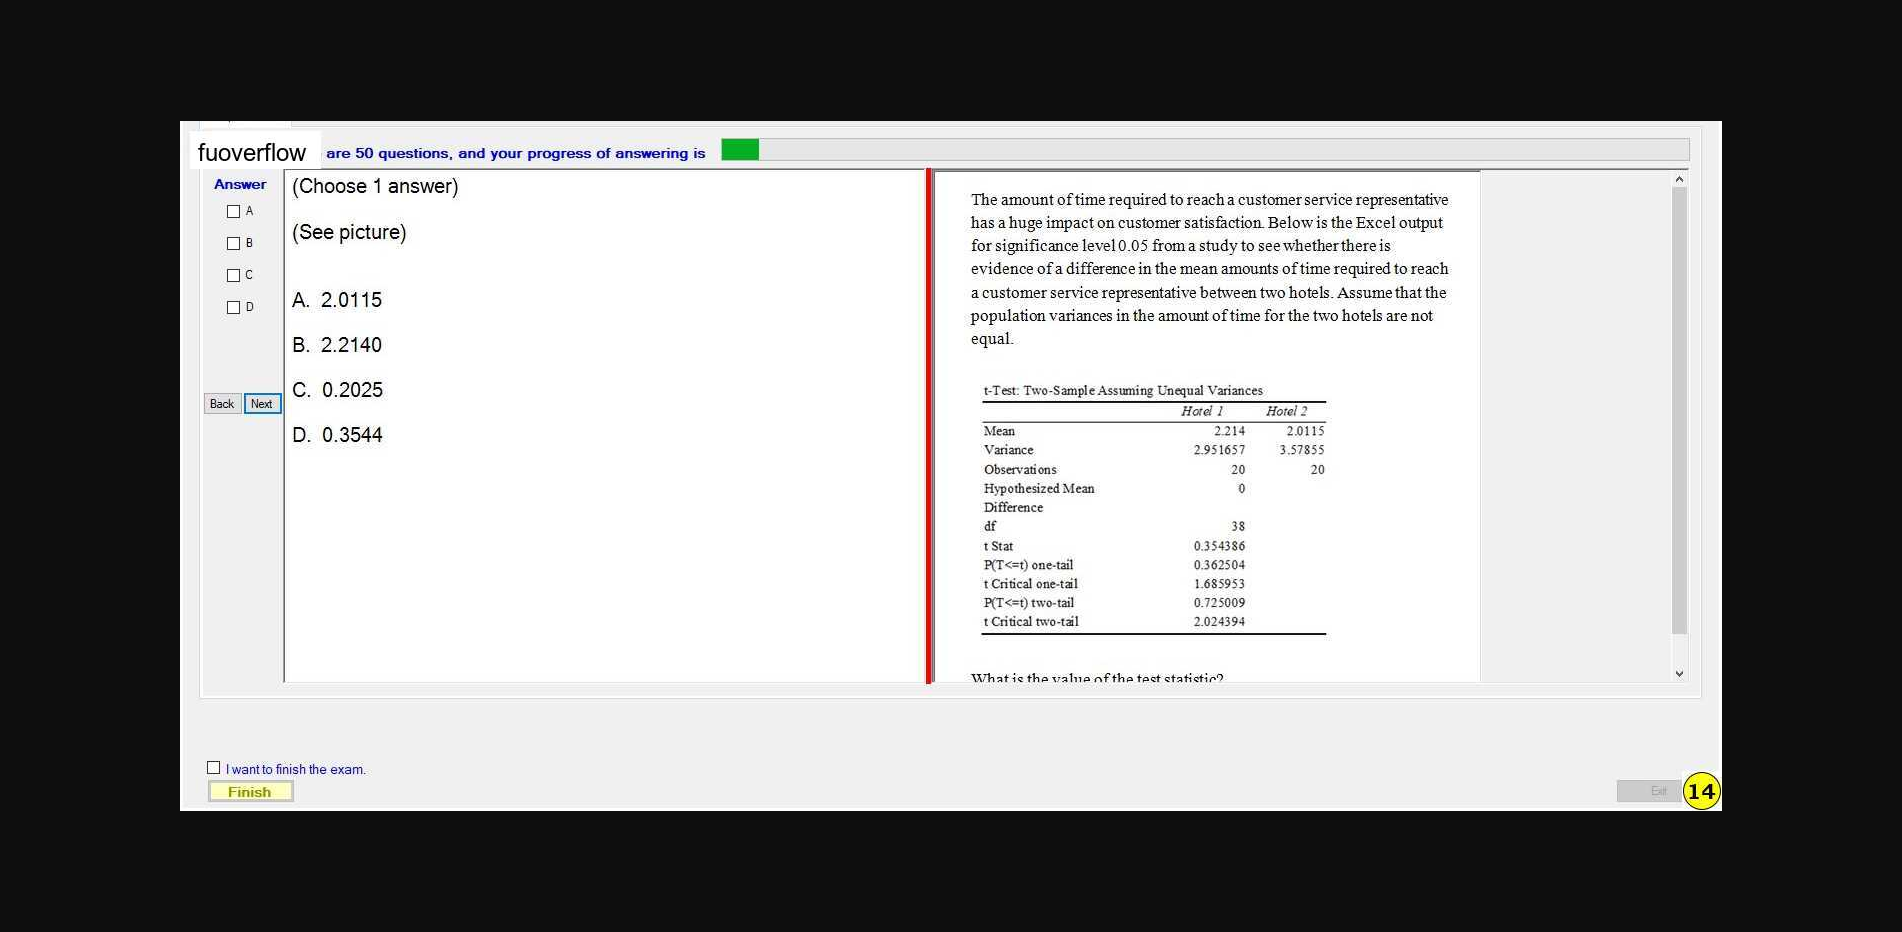 fuoverflow are 50 questions, and your progress of answering is
Answer
A
B
C
D
Back Next
(Choose 1 answer)
(See picture)
A. 2.0115
B. 2.2140
C. 0.2025
D. 0.3544
The amount of time required to reach a customer service representative
has a huge impact on customer satisfaction. Below is the Excel output
for significance level 0.05 from a study to see whether there is
evidence of a difference in the mean amounts of time required to reach
a customer service representative between two hotels. Assume that the
population variances in the amount of time for the two hotels are not
equal.
t-Test: Two-Sample Assuming Unequal Variances
Hotel 1 Hotel 2
Mean 2.214 2.0115
Variance 2.951657 3.57855
Observations 20 20
Hypothesized Mean 0
Difference
df 38
t Stat 0.354386
P(T<=t) one-tail 0.362504
t Critical one-tail 1.685953
P(T<=t) two-tail 0.725009
t Critical two-tail 2.024394
What is the value of the test statistic?
I want to finish the exam.
Finish
Exit
14